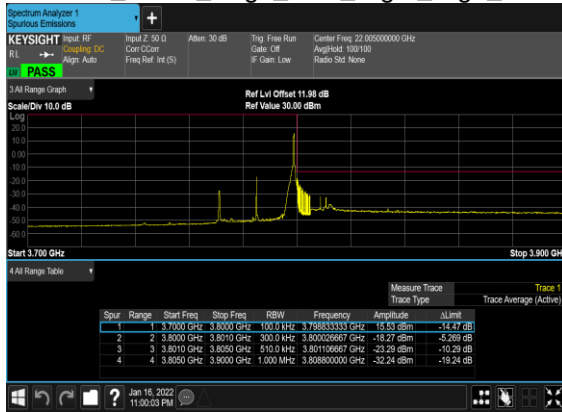 Spectrum Analyzer 1
Spurious Emissions
KEYSIGHT Input: RF Input Z: 50 Ω Atten: 30 dB Trig: Free Run Center Freq: 22.005000000 GHz
RL Coupling: DC Corr CCorr Gate: Off Avg|Hold: 100/100
Align: Auto Freq Ref: Int (S) IF Gain: Low Radio Std: None
PASS
3 All Range Graph
Ref Lvl Offset 11.98 dB
Scale/Div 10.0 dB Ref Value 30.00 dBm
Log
20.0
10.0
0.00
-10.0
-20.0
-30.0
-40.0
-50.0
-60.0
Start 3.700 GHz Stop 3.900 GH
4 All Range Table
Measure Trace Trace 1
Trace Type Trace Average (Active)
Spur Range Start Freq Stop Freq RBW Frequency Amplitude ΔLimit
1 1 3.7000 GHz 3.8000 GHz 100.0 kHz 3.798833333 GHz 15.53 dBm -14.47 dB
2 2 3.8000 GHz 3.8010 GHz 300.0 kHz 3.800026667 GHz -18.27 dBm -5.269 dB
3 3 3.8010 GHz 3.8050 GHz 510.0 kHz 3.801106667 GHz -23.29 dBm -10.29 dB
4 4 3.8050 GHz 3.9000 GHz 1.000 MHz 3.808800000 GHz -32.24 dBm -19.24 dB
? Jan 16, 2022
11:00:03 PM